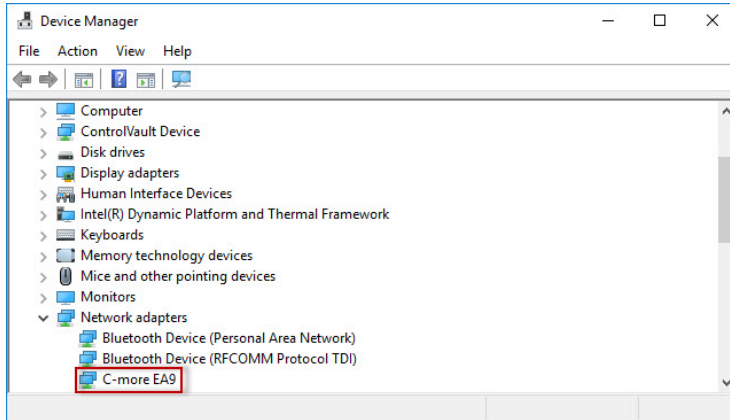 Device Manager
File Action View Help
Computer
ControlVault Device
Disk drives
Display adapters
Human Interface Devices
Intel(R) Dynamic Platform and Thermal Framework
Keyboards
Memory technology devices
Mice and other pointing devices
Monitors
Network adapters
Bluetooth Device (Personal Area Network)
Bluetooth Device (RFCOMM Protocol TDI)
C-more EA9